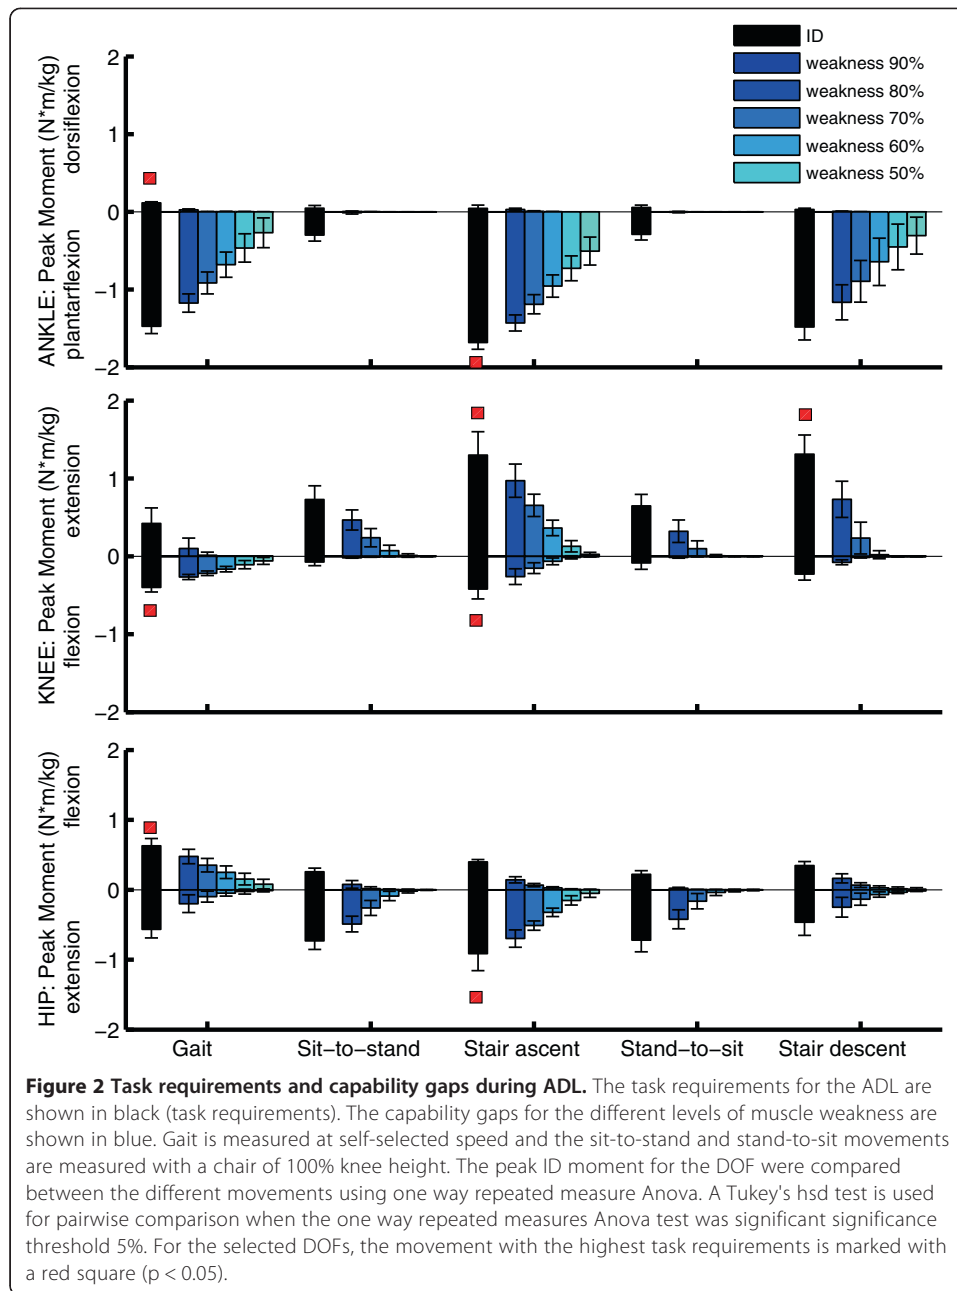 ID
weakness 90%
weakness 80%
weakness 70%
weakness 60%
weakness 50%
ANKLE: Peak Moment (N*m/kg)
plantarflexion dorsiflexion
2
1
0
−1
−2
KNEE: Peak Moment (N*m/kg)
flexion extension
2
1
0
−1
−2
HIP: Peak Moment (N*m/kg)
extension flexion
2
1
0
−1
−2
Gait Sit−to−stand Stair ascent Stand−to−sit Stair descent
Figure 2 Task requirements and capability gaps during ADL. The task requirements for the ADL are
shown in black (task requirements). The capability gaps for the different levels of muscle weakness are
shown in blue. Gait is measured at self-selected speed and the sit-to-stand and stand-to-sit movements
are measured with a chair of 100% knee height. The peak ID moment for the DOF were compared
between the different movements using one way repeated measure Anova. A Tukey's hsd test is used
for pairwise comparison when the one way repeated measures Anova test was significant significance
threshold 5%. For the selected DOFs, the movement with the highest task requirements is marked with
a red square (p < 0.05).